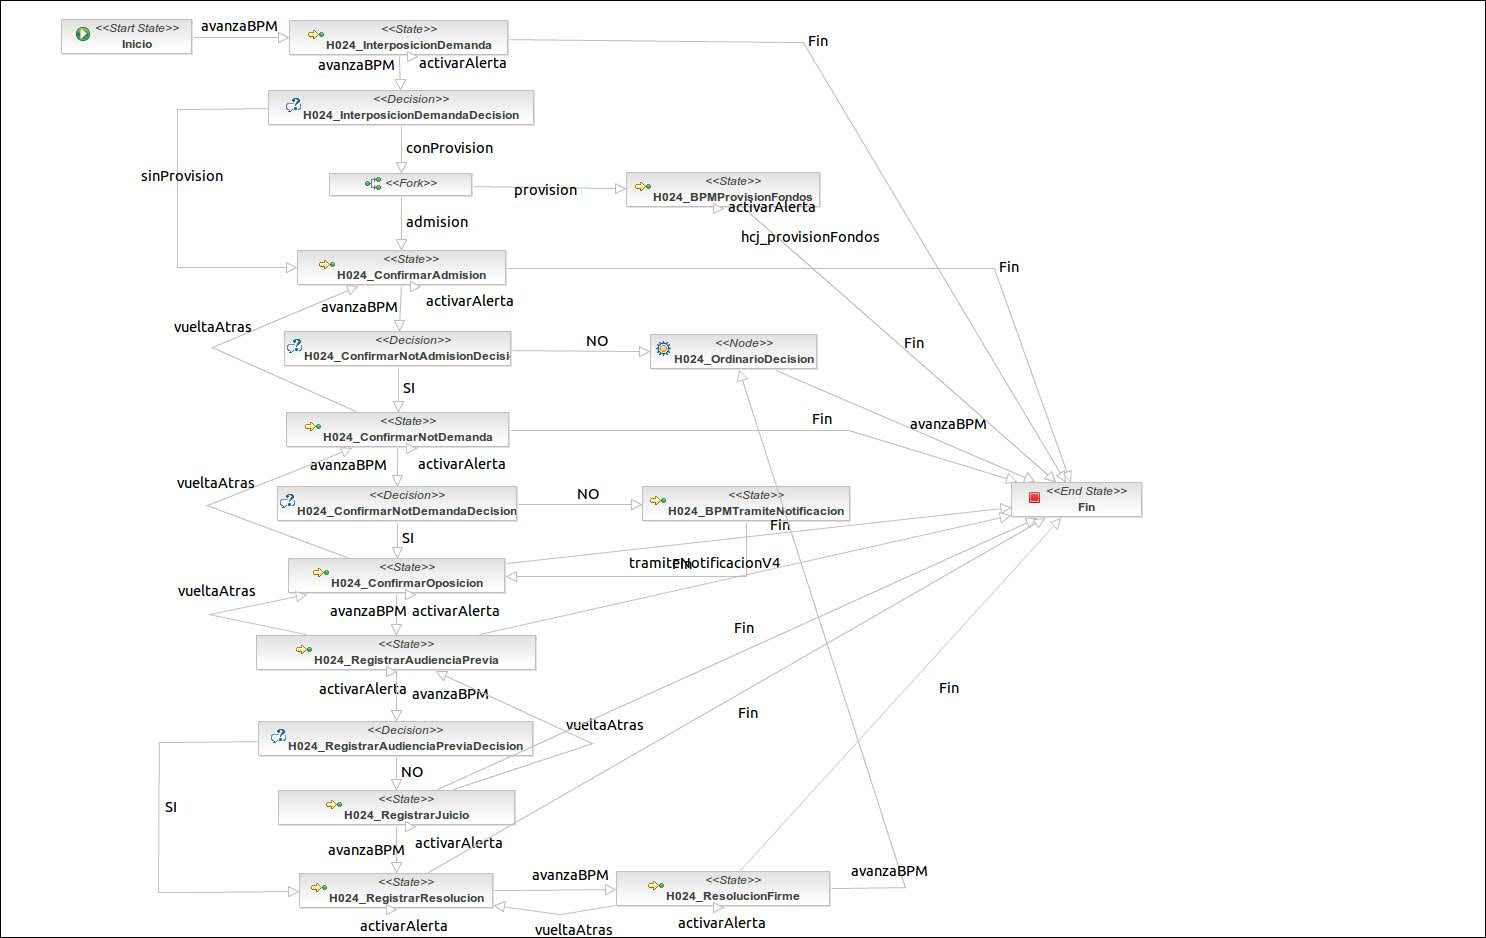 <<Start State>>
Inicio
avanzaBPM
<<State>>
H024_InterposicionDemanda
Fin
avanzaBPM
activarAlerta
<<Decision>>
H024_InterposicionDemandaDecision
conProvision
sinProvision
<<Fork>>
provision
<<State>>
H024_BPMProvisionFondos
activarAlerta
admision
hcj_provisionFondos
<<State>>
H024_ConfirmarAdmision
Fin
avanzaBPM
activarAlerta
vueltaAtras
<<Decision>>
H024_ConfirmarNotAdmisionDecisi
NO
<<Node>>
H024_OrdinarioDecision
Fin
SI
<<State>>
H024_ConfirmarNotDemanda
Fin
avanzaBPM
avanzaBPM
activarAlerta
vueltaAtras
<<Decision>>
H024_ConfirmarNotDemandaDecision
NO
<<State>>
H024_BPMTramiteNotificacion
<<End State>>
Fin
Fin
SI
<<State>>
H024_ConfirmarOposicion
tramiteNotificacionV4
Fin
vueltaAtras
avanzaBPM
activarAlerta
Fin
<<State>>
H024_RegistrarAudienciaPrevia
activarAlerta
avanzaBPM
Fin
vueltaAtras
Fin
<<Decision>>
H024_RegistrarAudienciaPreviaDecision
NO
SI
<<State>>
H024_RegistrarJuicio
avanzaBPM
activarAlerta
<<State>>
H024_RegistrarResolucion
avanzaBPM
<<State>>
H024_ResolucionFirme
avanzaBPM
activarAlerta
vueltaAtras
activarAlerta